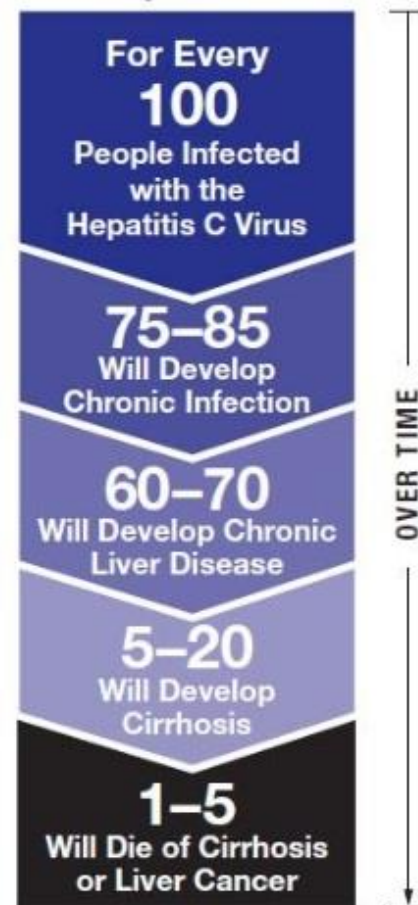 For Every
100
People Infected
with the
Hepatitis C Virus
75–85
Will Develop
Chronic Infection
60–70
Will Develop Chronic
Liver Disease
5–20
Will Develop
Cirrhosis
1–5
Will Die of Cirrhosis
or Liver Cancer
OVER TIME